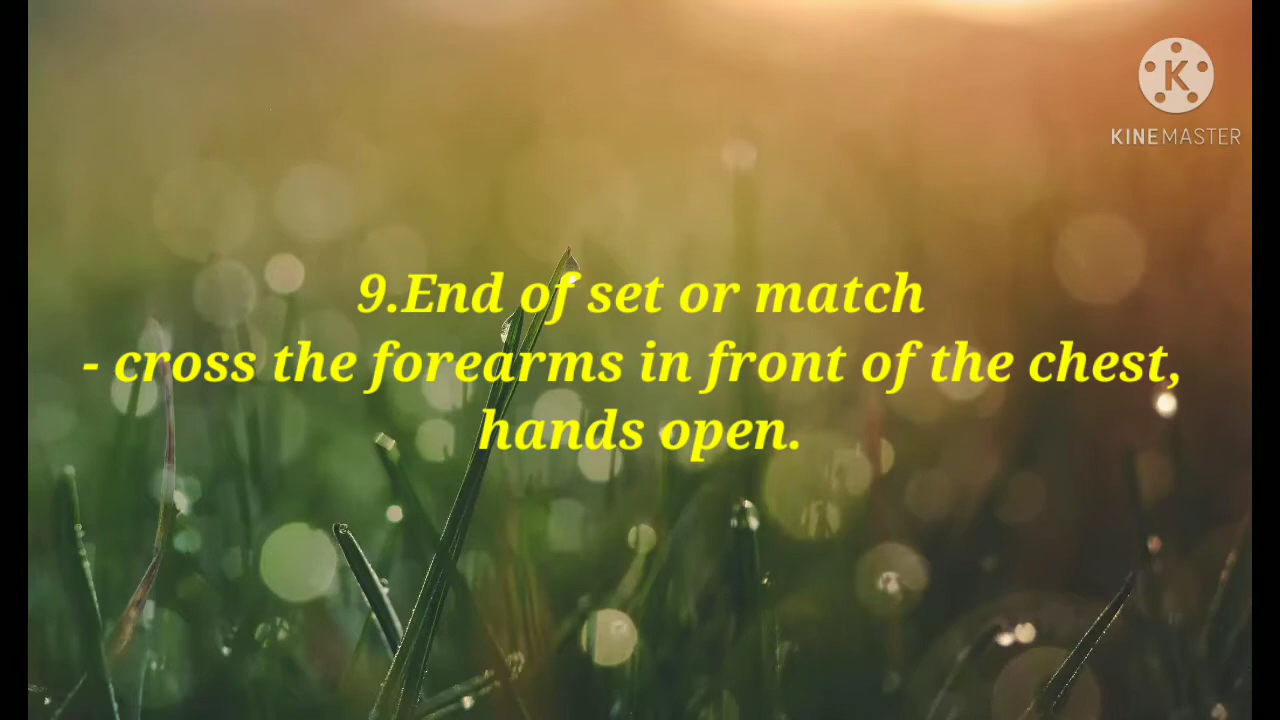 KINEMASTER
9.End of set or match
- cross the forearms in front of the chest,
hands open.